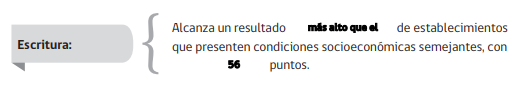 Escritura:
Alcanza un resultado más alto que el de establecimientos
que presenten condiciones socioeconómicas semejantes, con
56 puntos.